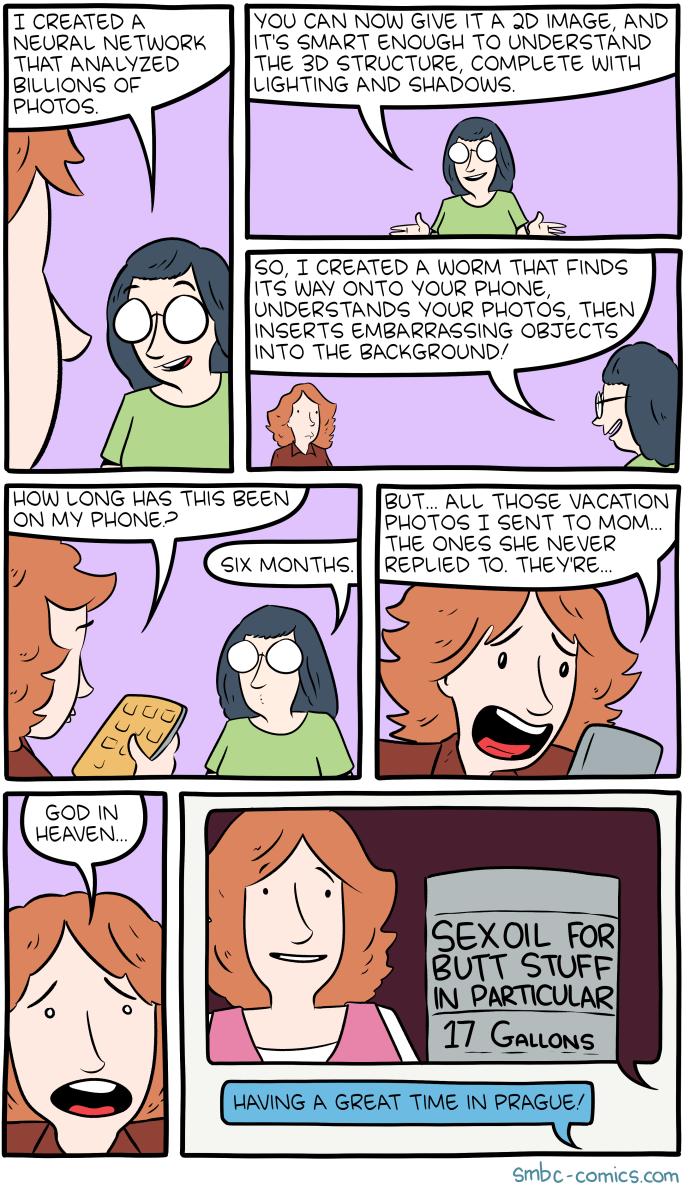 I CREATED A
NEURAL NETWORK
THAT ANALYZED
BILLIONS OF
PHOTOS.
YOU CAN NOW GIVE IT A 2D IMAGE, AND
IT'S SMART ENOUGH TO UNDERSTAND
THE 3D STRUCTURE, COMPLETE WITH
LIGHTING AND SHADOWS.
SO, I CREATED A WORM THAT FINDS
ITS WAY ONTO YOUR PHONE,
UNDERSTANDS YOUR PHOTOS, THEN
INSERTS EMBARRASSING OBJECTS
INTO THE BACKGROUND!
HOW LONG HAS THIS BEEN
ON MY PHONE?
SIX MONTHS.
BUT... ALL THOSE VACATION
PHOTOS I SENT TO MOM...
THE ONES SHE NEVER
REPLIED TO. THEY'RE...
GOD IN
HEAVEN...
SEX OIL FOR
BUTT STUFF
IN PARTICULAR
17 GALLONS
HAVING A GREAT TIME IN PRAGUE!
smbc-comics.com